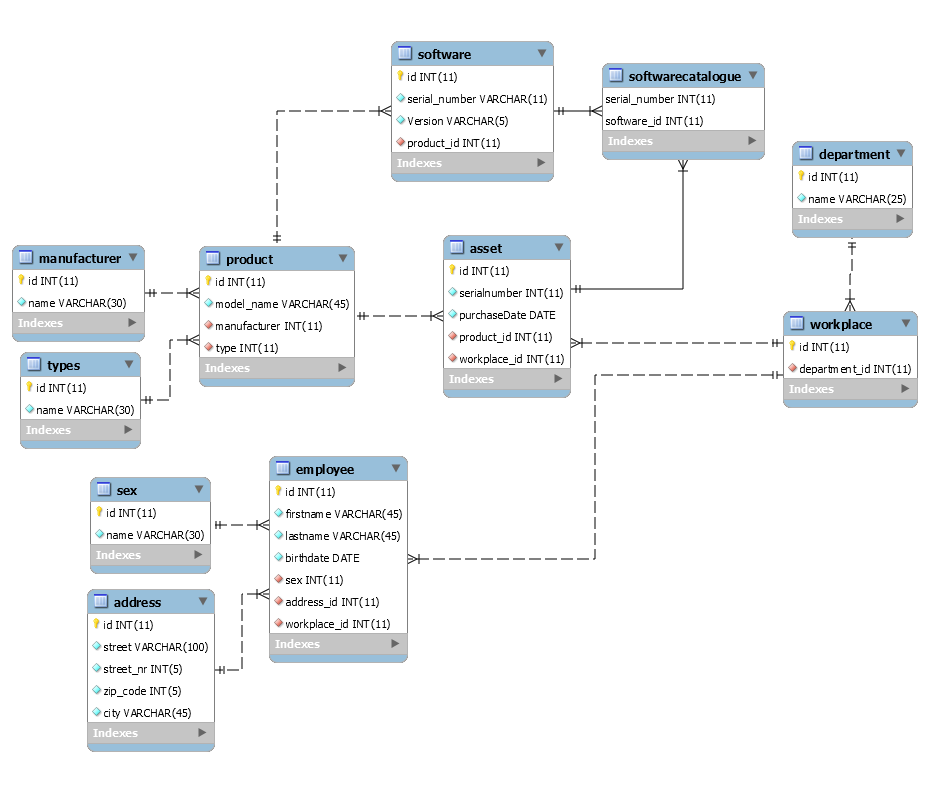 software
id INT(11)
serial_number VARCHAR(11)
Version VARCHAR(5)
product_id INT(11)
Indexes
softwarecatalogue
serial_number INT(11)
software_id INT(11)
Indexes
department
id INT(11)
name VARCHAR(25)
Indexes
manufacturer
id INT(11)
name VARCHAR(30)
Indexes
product
id INT(11)
model_name VARCHAR(45)
manufacturer INT(11)
type INT(11)
Indexes
asset
id INT(11)
serialnumber INT(11)
purchaseDate DATE
product_id INT(11)
workplace_id INT(11)
Indexes
workplace
id INT(11)
department_id INT(11)
Indexes
types
id INT(11)
name VARCHAR(30)
Indexes
sex
id INT(11)
name VARCHAR(30)
Indexes
employee
id INT(11)
firstname VARCHAR(45)
lastname VARCHAR(45)
birthdate DATE
sex INT(11)
address_id INT(11)
workplace_id INT(11)
Indexes
address
id INT(11)
street VARCHAR(100)
street_nr INT(5)
zip_code INT(5)
city VARCHAR(45)
Indexes